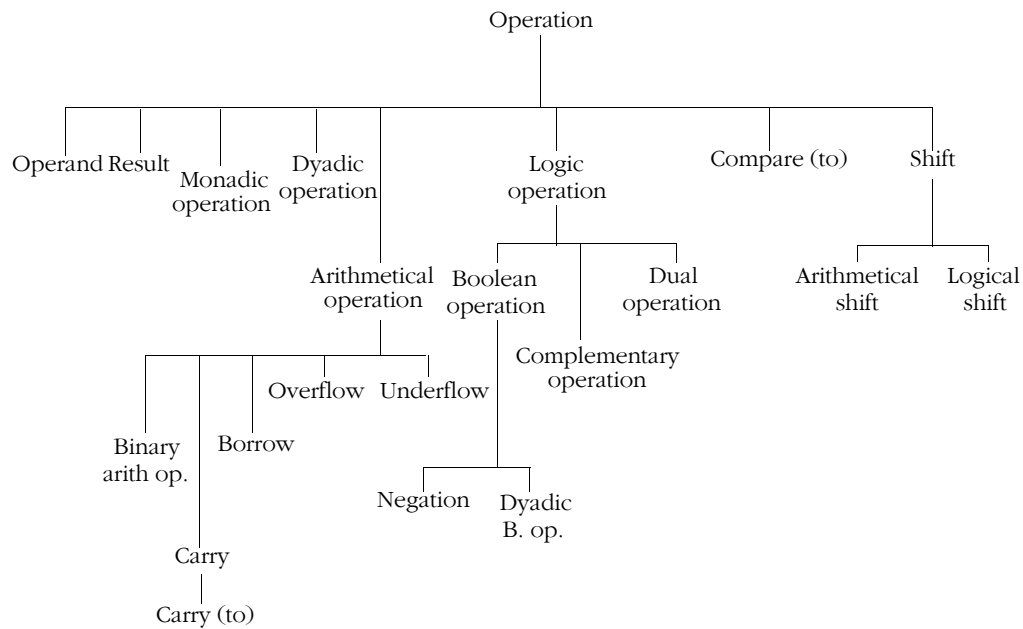 Operation
Operand Result
Monadic
operation
Dyadic
operation
Logic
operation
Compare (to)
Shift
Arithmetical
operation
Boolean
operation
Dual
operation
Arithmetical
shift
Logical
shift
Complementary
operation
Overflow
Underflow
Binary
arith op.
Borrow
Negation
Dyadic
B. op.
Carry
Carry (to)